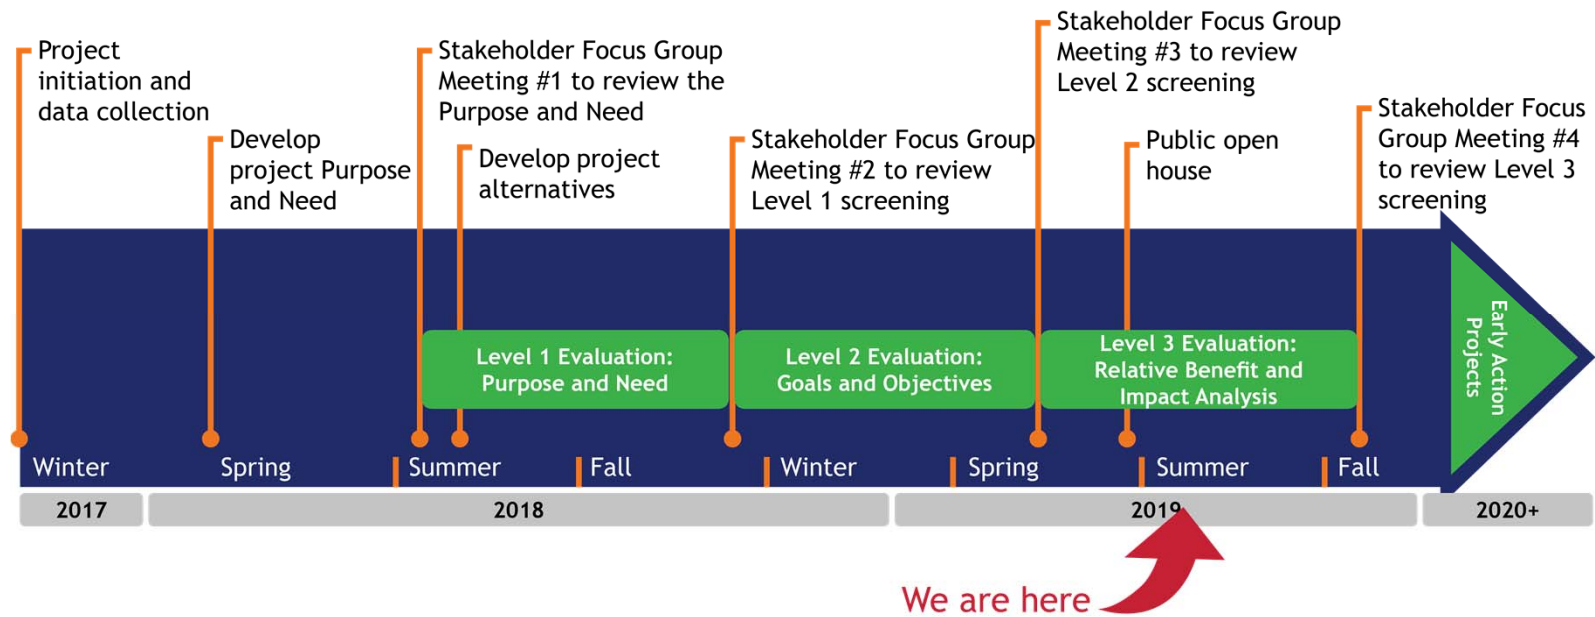 Project
initiation and
data collection
Develop
project Purpose
and Need
Stakeholder Focus Group
Meeting #1 to review the
Purpose and Need
Develop project
alternatives
Stakeholder Focus Group
Meeting #2 to review
Level 1 screening
Stakeholder Focus Group
Meeting #3 to review
Level 2 screening
Public open
house
Stakeholder Focus
Group Meeting #4
to review Level 3
screening
Level 1 Evaluation:
Purpose and Need
Level 2 Evaluation:
Goals and Objectives
Level 3 Evaluation:
Relative Benefit and
Impact Analysis
Early Action
Projects
Winter
Spring
Summer
Fall
Winter
Spring
Summer
Fall
2017
2018
2019
2020+
We are here